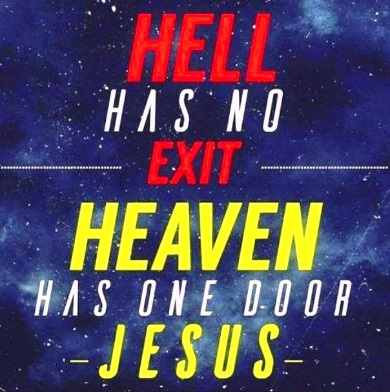 HELL
HAS NO
EXIT
HEAVEN
HAS ONE DOOR
-JESUS-